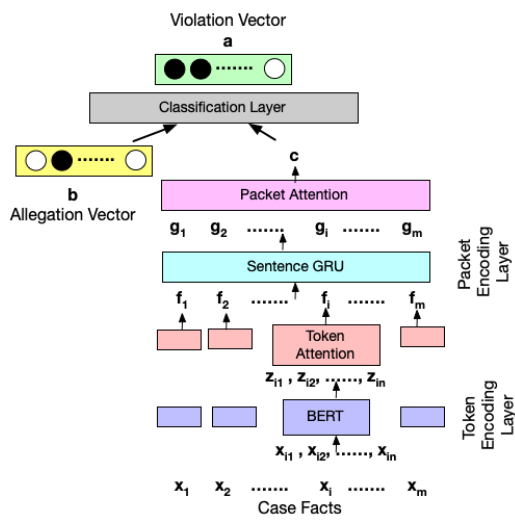 Violation Vector
a
.......
Classification Layer
.......
b
Allegation Vector
c
Packet Attention
g1 g2 ....... gi ....... gm
Sentence GRU
Packet Encoding Layer
f1 f2 ....... fi ....... fm
Token Attention
zi1 , zi2, ......, zin
BERT
Token Encoding Layer
xi1 , xi2, ......, xin
x1 x2 ....... xi ....... xm
Case Facts